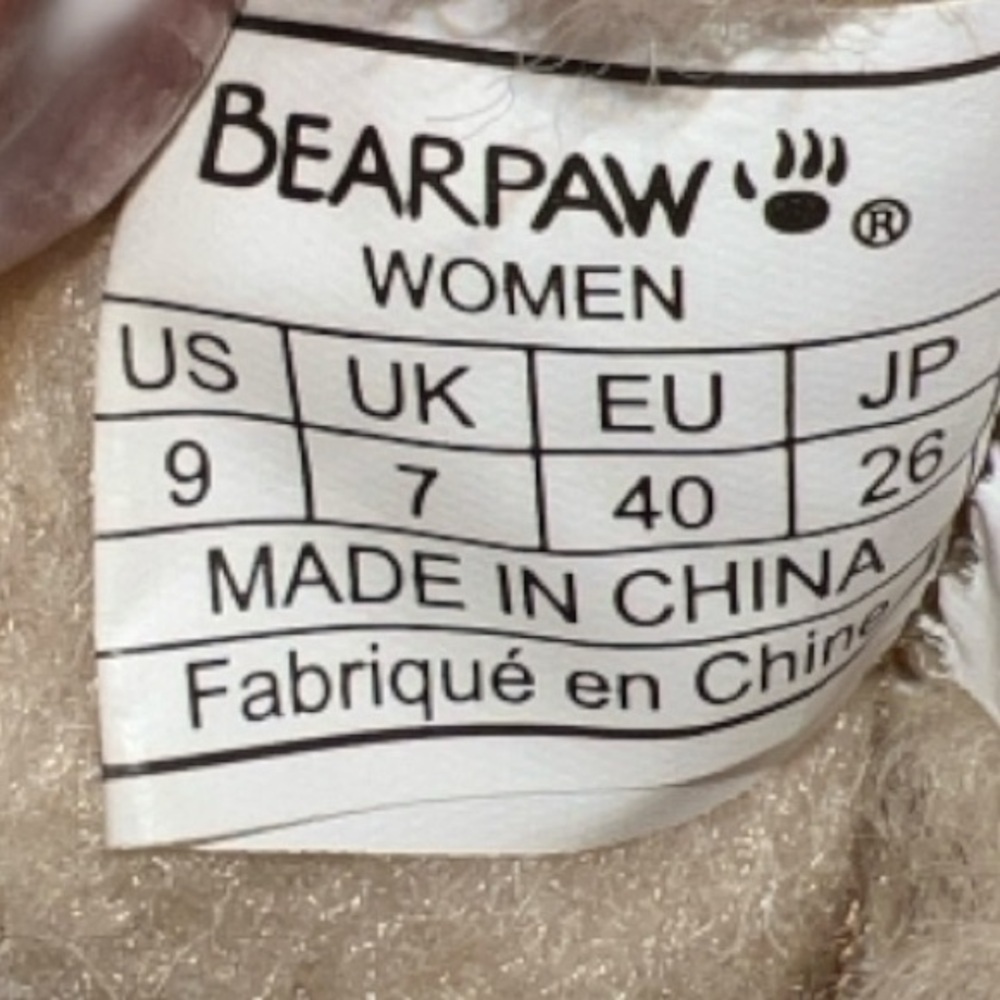 BEARPAW ®
WOMEN
US UK EU JP
9 7 40 26
MADE IN CHINA
Fabriqué en Chine